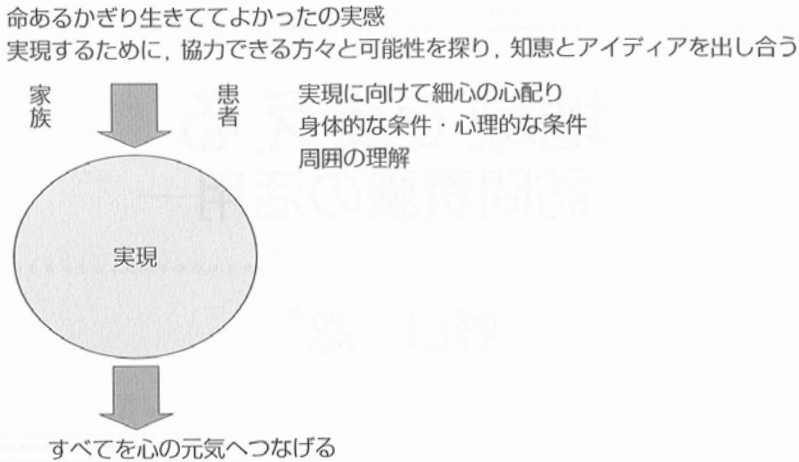 命あるかぎり生きててよかったの実感
実現するために，協力できる方々と可能性を探り，知恵とアイディアを出し合う
家族
患者
実現に向けて細心の心配り
身体的な条件・心理的な条件
周囲の理解
実現
すべてを心の元気へつなげる